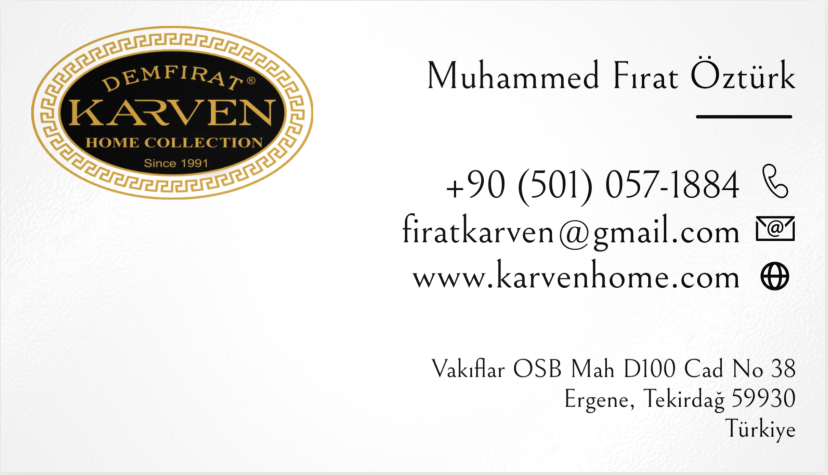 DEMFIRAT®
KARVEN
HOME COLLECTION
Since 1991
Muhammed Fırat Öztürk
+90 (501) 057-1884
firatkarven@gmail.com
www.karvenhome.com
Vakıflar OSB Mah D100 Cad No 38
Ergene, Tekirdağ 59930
Türkiye